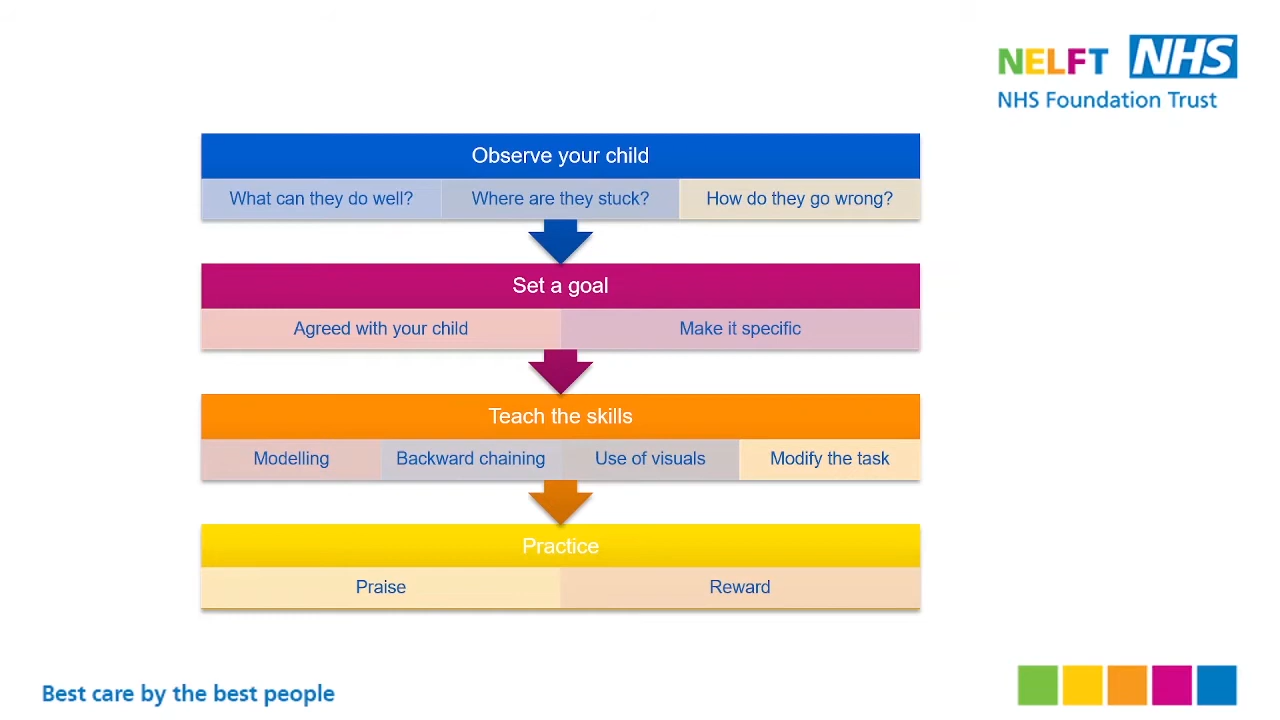 NELFT NHS
NHS Foundation Trust
Observe your child
What can they do well? Where are they stuck? How do they go wrong?
Set a goal
Agreed with your child Make it specific
Teach the skills
Modelling Backward chaining Use of visuals Modify the task
Practice
Praise Reward
Best care by the best people